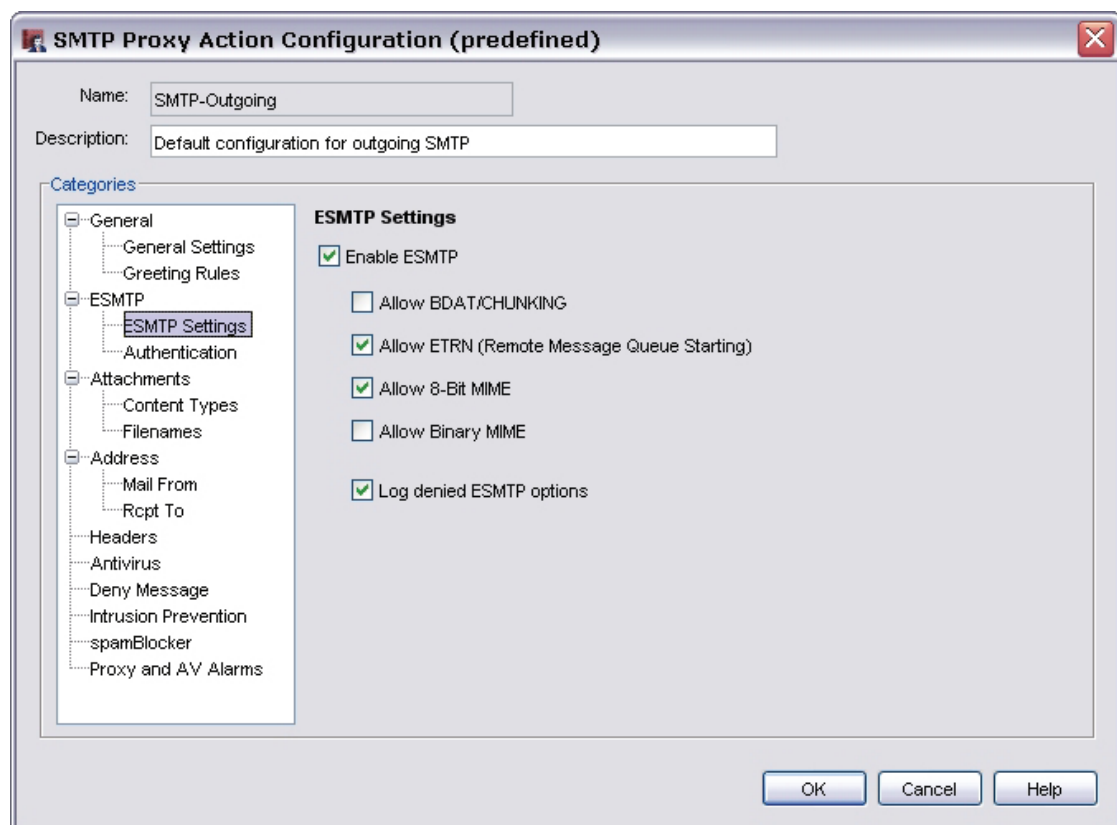 SMTP Proxy Action Configuration (predefined)
Name: SMTP-Outgoing
Description: Default configuration for outgoing SMTP
Categories
General
General Settings
Greeting Rules
ESMTP
ESMTP Settings
Authentication
Attachments
Content Types
Filenames
Address
Mail From
Rcpt To
Headers
Antivirus
Deny Message
Intrusion Prevention
spamBlocker
Proxy and AV Alarms
ESMTP Settings
Enable ESMTP
Allow BDAT/CHUNKING
Allow ETRN (Remote Message Queue Starting)
Allow 8-Bit MIME
Allow Binary MIME
Log denied ESMTP options
OK Cancel Help